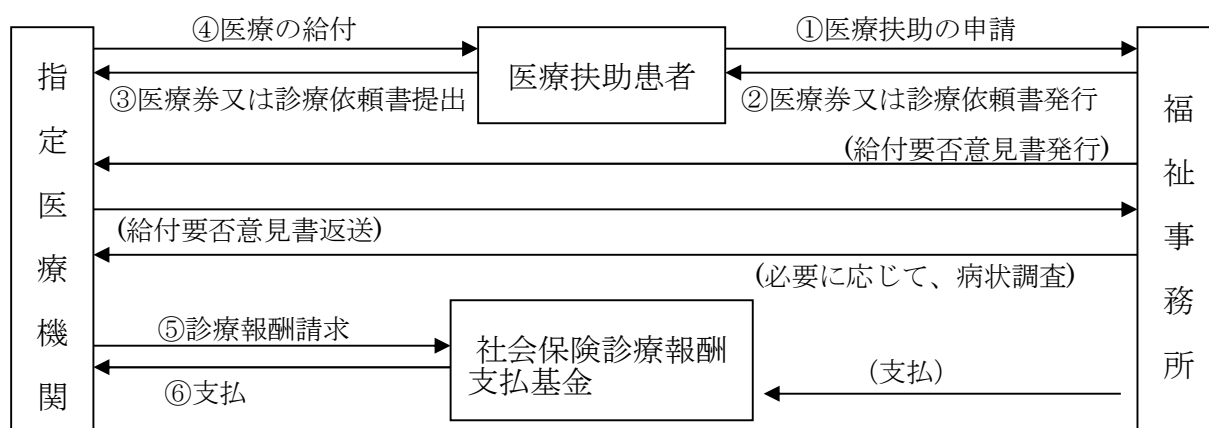 ④医療の給付
①医療扶助の申請
指定医療機関
医療扶助患者
福祉事務所
③医療券又は診療依頼書提出
②医療券又は診療依頼書発行
(給付要否意見書発行)
(給付要否意見書返送)
(必要に応じて、病状調査)
⑤診療報酬請求
社会保険診療報酬
支払基金
(支払)
⑥支払